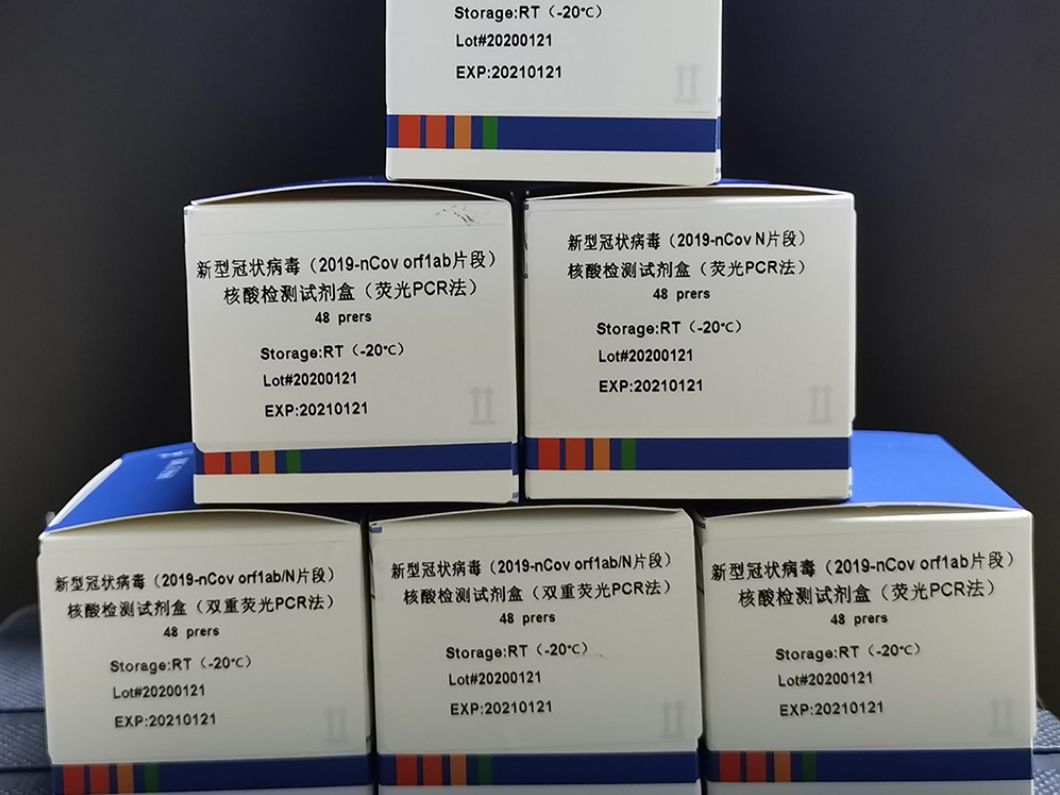 Storage:RT（-20℃）
Lot#20200121
EXP:20210121
新型冠状病毒（2019-nCov orf1ab片段）
核酸检测试剂盒（荧光PCR法）
48 prers
Storage:RT（-20℃）
Lot#20200121
EXP:20210121
新型冠状病毒（2019-nCov N片段）
核酸检测试剂盒（荧光PCR法）
48 prers
Storage:RT（-20℃）
Lot#20200121
EXP:20210121
新型冠状病毒（2019-nCov orf1ab/N片段）
核酸检测试剂盒（双重荧光PCR法）
48 prers
Storage:RT（-20℃）
Lot#20200121
EXP:20210121
新型冠状病毒（2019-nCov orf1ab/N片段）
核酸检测试剂盒（双重荧光PCR法）
48 prers
Storage:RT（-20℃）
Lot#20200121
EXP:20210121
新型冠状病毒（2019-nCov orf1ab片段）
核酸检测试剂盒（荧光PCR法）
48 prers
Storage:RT（-20℃）
Lot#20200121
EXP:20210121